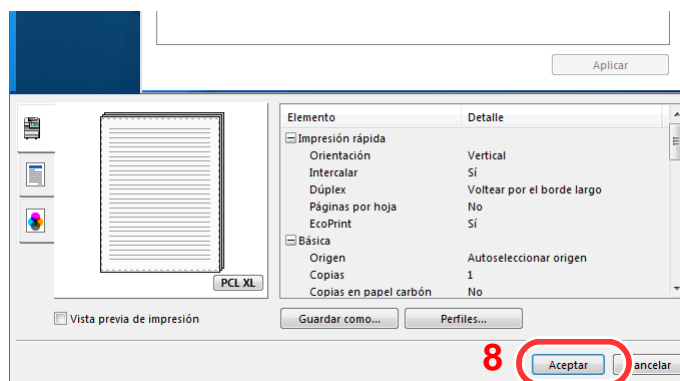 Aplicar
Elemento Detalle
Impresión rápida
Orientación Vertical
Intercalar Sí
Dúplex Voltear por el borde largo
Páginas por hoja No
EcoPrint Sí
Básica
Origen Autoseleccionar origen
Copias 1
Copias en papel carbón No
PCL XL
Vista previa de impresión Guardar como... Perfiles...
8 Aceptar ancelar